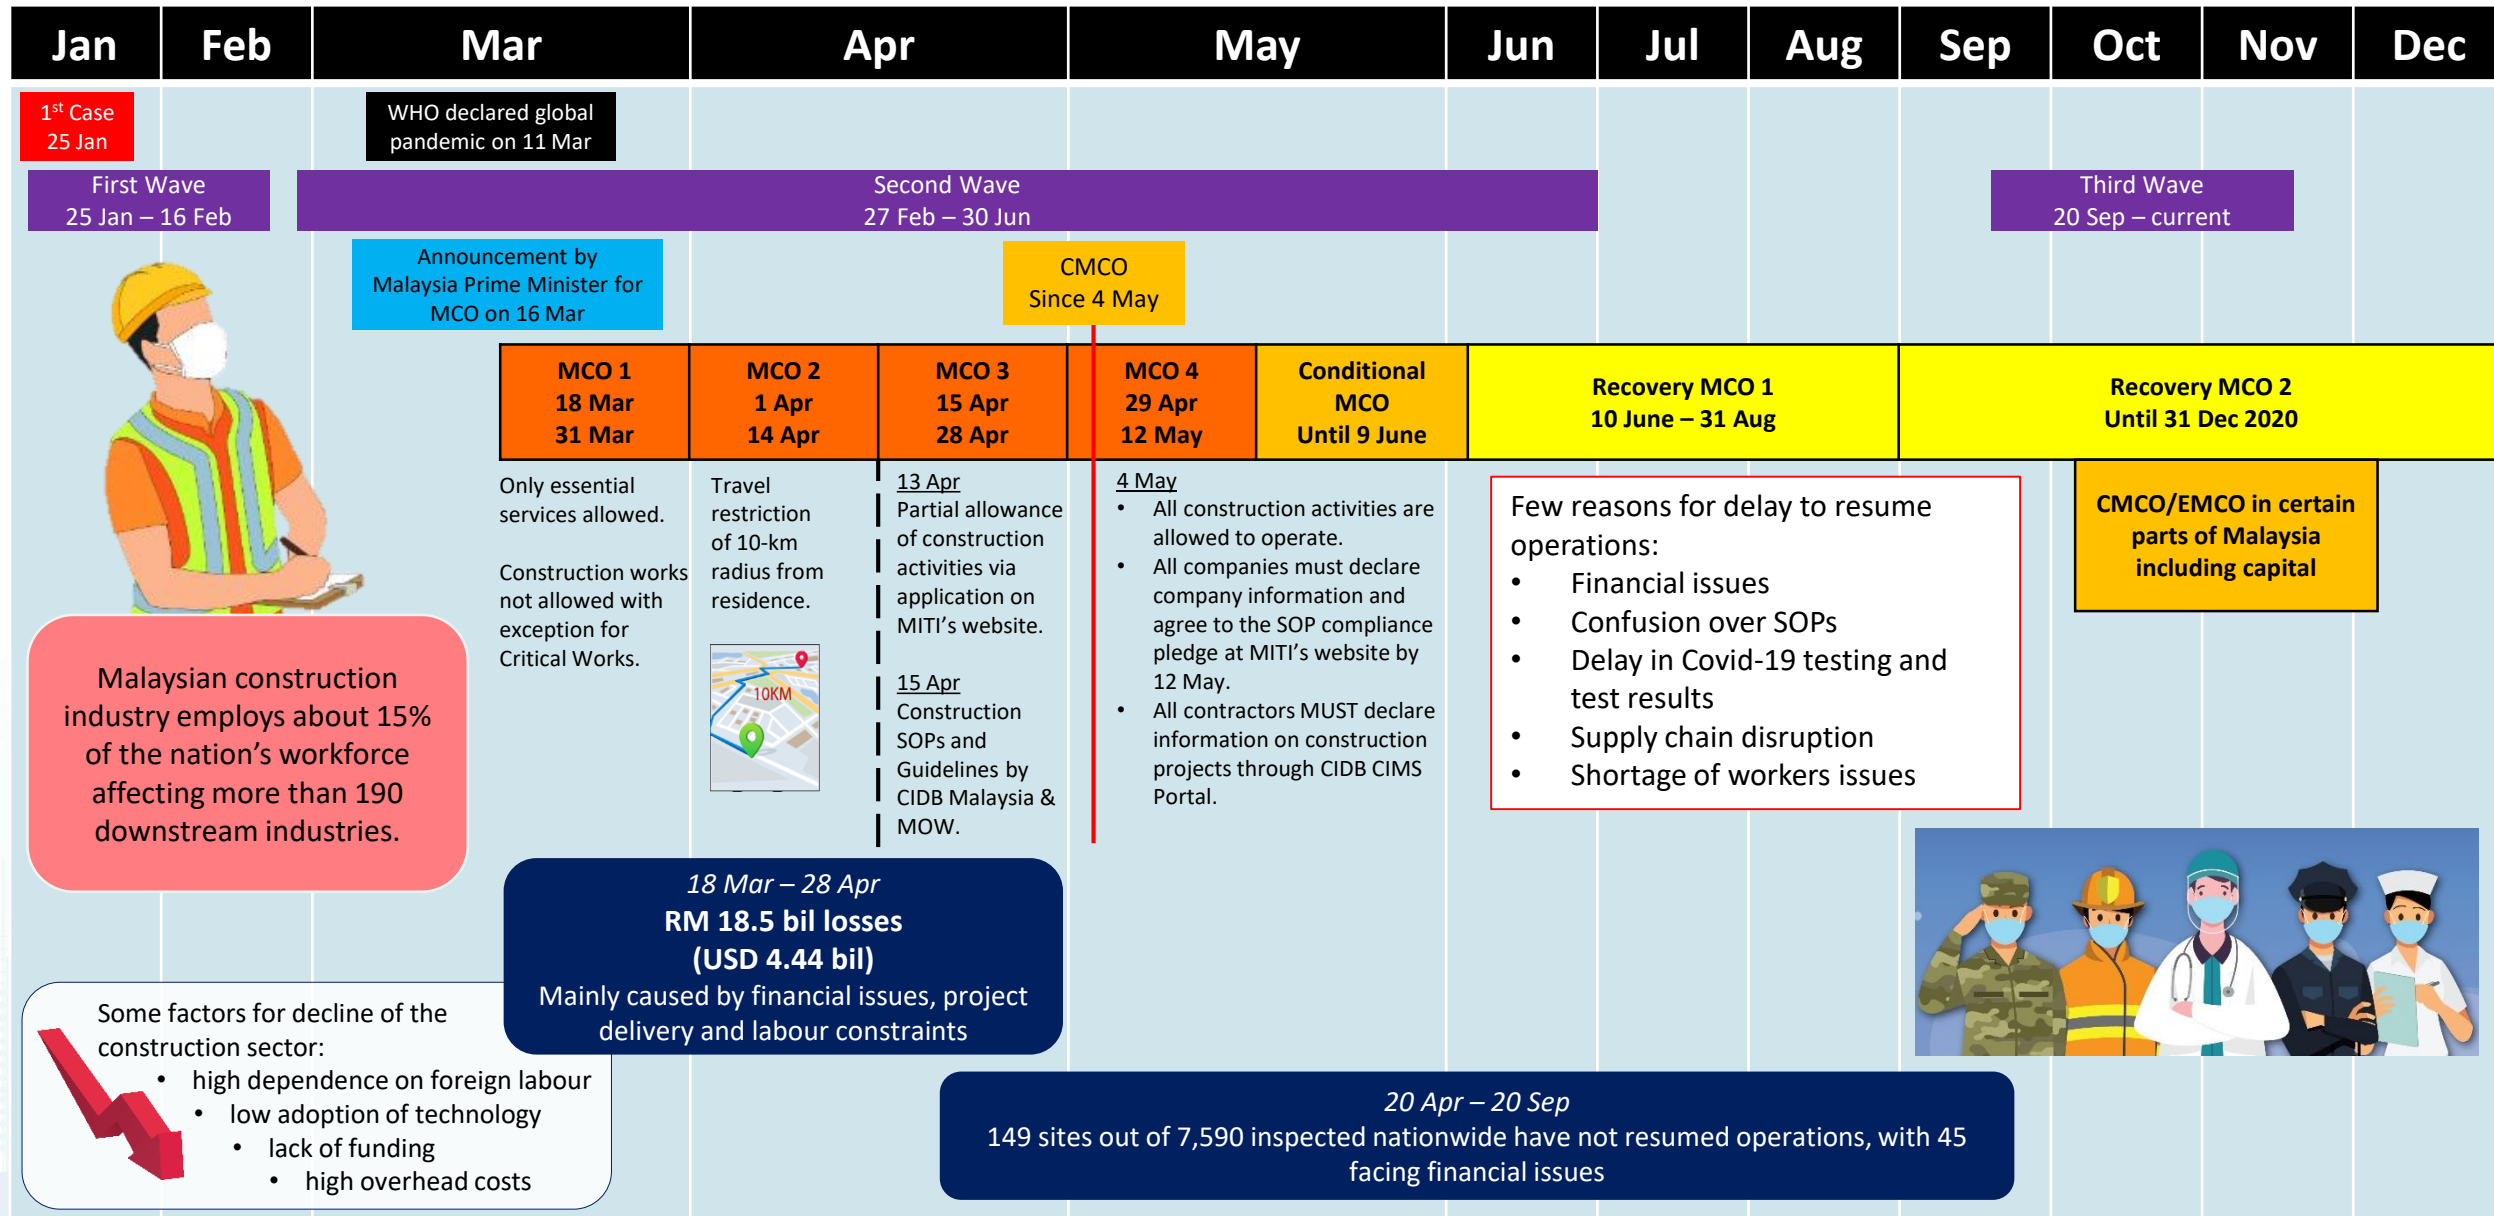 Jan
Feb
Mar
Apr
May
Jun
Jul
Aug
Sep
Oct
Nov
Dec
1st Case
25 Jan
WHO declared global
pandemic on 11 Mar
First Wave
25 Jan – 16 Feb
Second Wave
27 Feb – 30 Jun
Third Wave
20 Sep – current
Announcement by
Malaysia Prime Minister for
MCO on 16 Mar
CMCO
Since 4 May
MCO 1
18 Mar
31 Mar
MCO 2
1 Apr
14 Apr
MCO 3
15 Apr
28 Apr
MCO 4
29 Apr
12 May
Conditional
MCO
Until 9 June
Recovery MCO 1
10 June – 31 Aug
Recovery MCO 2
Until 31 Dec 2020
Only essential
services allowed.
Construction works
not allowed with
exception for
Critical Works.
Travel
restriction
of 10-km
radius from
residence.
10KM
13 Apr
Partial allowance
of construction
activities via
application on
MITI's website.
15 Apr
Construction
SOPs and
Guidelines by
CIDB Malaysia &
MOW.
4 May
• All construction activities are
allowed to operate.
• All companies must declare
company information and
agree to the SOP compliance
pledge at MITI's website by
12 May.
• All contractors MUST declare
information on construction
projects through CIDB CIMS
Portal.
Few reasons for delay to resume
operations:
• Financial issues
• Confusion over SOPs
• Delay in Covid-19 testing and
test results
• Supply chain disruption
• Shortage of workers issues
CMCO/EMCO in certain
parts of Malaysia
including capital
Malaysian construction
industry employs about 15%
of the nation's workforce
affecting more than 190
downstream industries.
18 Mar – 28 Apr
RM 18.5 bil losses
(USD 4.44 bil)
Mainly caused by financial issues, project
delivery and labour constraints
Some factors for decline of the
construction sector:
• high dependence on foreign labour
• low adoption of technology
• lack of funding
• high overhead costs
20 Apr – 20 Sep
149 sites out of 7,590 inspected nationwide have not resumed operations, with 45
facing financial issues